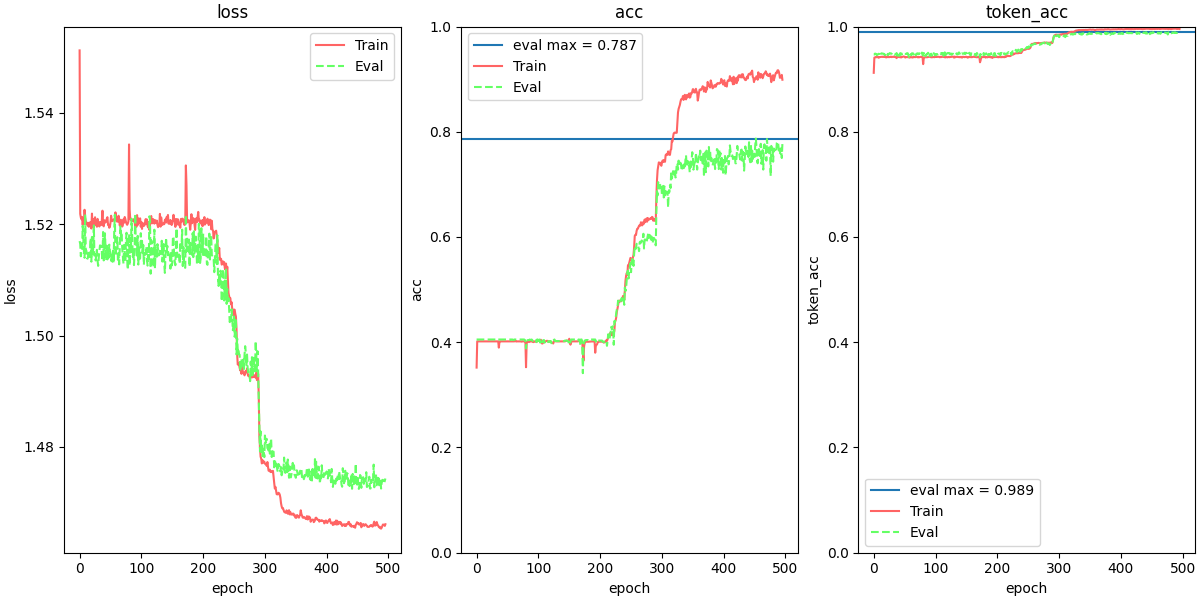 loss
Train
Eval
1.54
1.52
1.50
1.48
loss
0
100
200
300
400
500
epoch
acc
eval max = 0.787
Train
Eval
1.0
0.8
0.6
0.4
0.2
0.0
acc
0
100
200
300
400
500
epoch
token_acc
1.0
0.8
0.6
0.4
0.2
0.0
token_acc
eval max = 0.989
Train
Eval
0
100
200
300
400
500
epoch